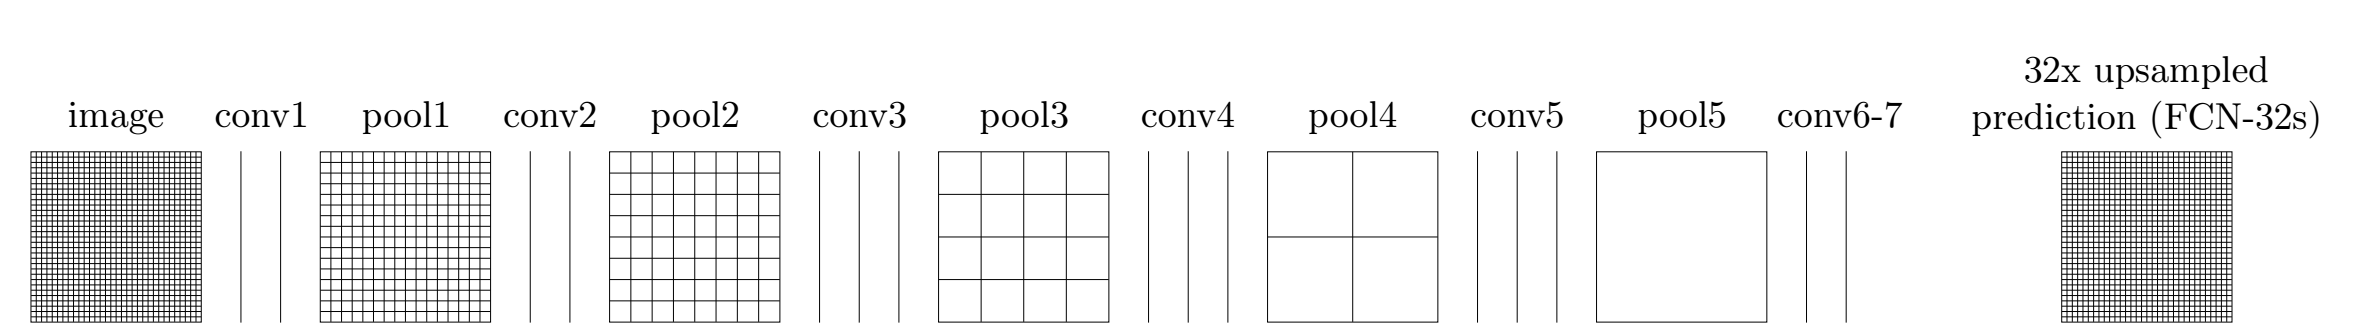 image
conv1
pool1
conv2
pool2
conv3
pool3
conv4
pool4
conv5
pool5
conv6-7
32x upsampled
prediction (FCN-32s)